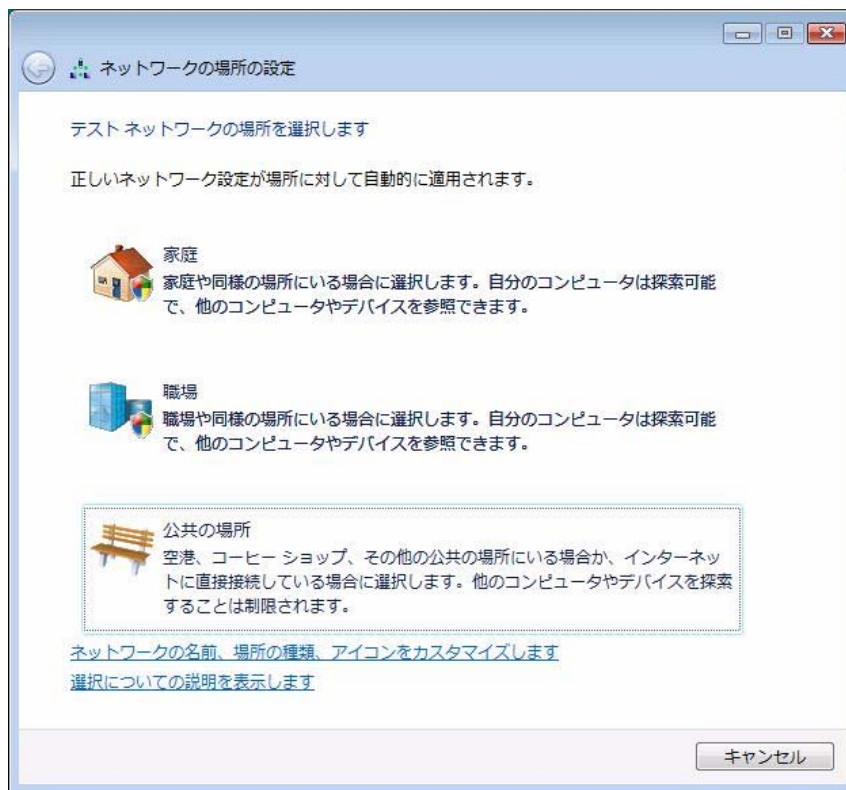 ネットワークの場所の設定
テスト ネットワークの場所を選択します
正しいネットワーク設定が場所に対して自動的に適用されます。
家庭
家庭や同様の場所にいる場合に選択します。自分のコンピュータは探索可能
で、他のコンピュータやデバイスを参照できます。
職場
職場や同様の場所にいる場合に選択します。自分のコンピュータは探索可能
で、他のコンピュータやデバイスを参照できます。
公共の場所
空港、コーヒー ショップ、その他の公共の場所にいる場合か、インターネッ
トに直接接続している場合に選択します。他のコンピュータやデバイスを探索
することは制限されます。
ネットワークの名前、場所の種類、アイコンをカスタマイズします
選択についての説明を表示します
キャンセル